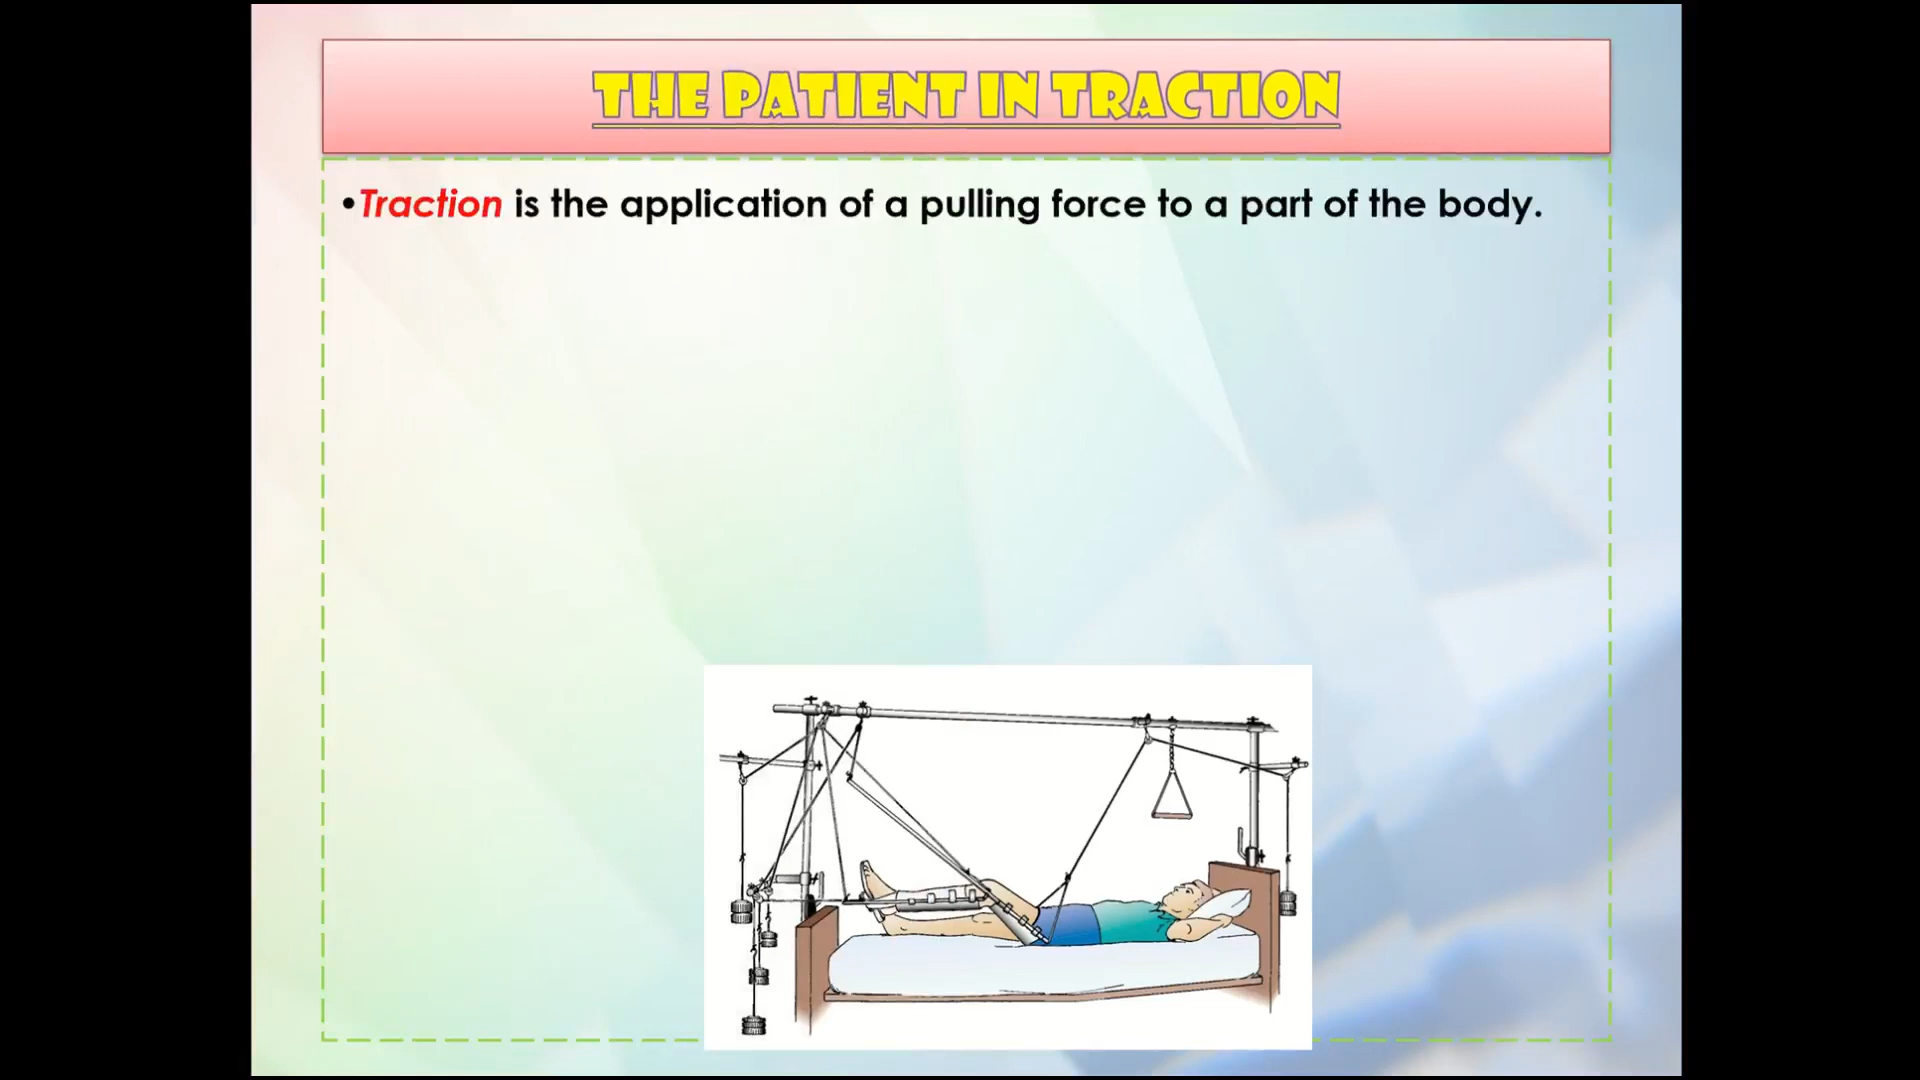 THE PATIENT IN TRACTION
•Traction is the application of a pulling force to a part of the body.